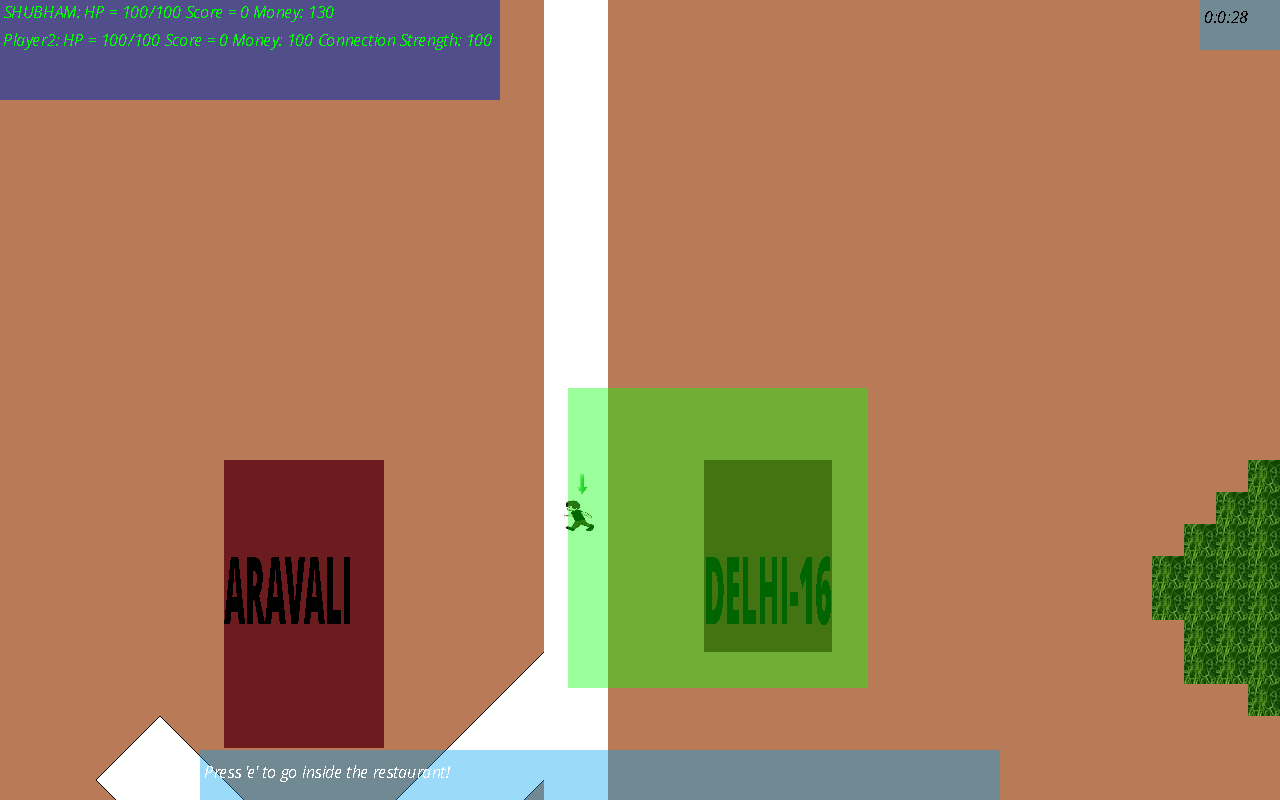 SHUBHAM: HP = 100/100 Score = 0 Money: 130
Player2: HP = 100/100 Score = 0 Money: 100 Connection Strength: 100
0:0:28
ARAVALI
DELHI-16
Press 'e' to go inside the restaurant!